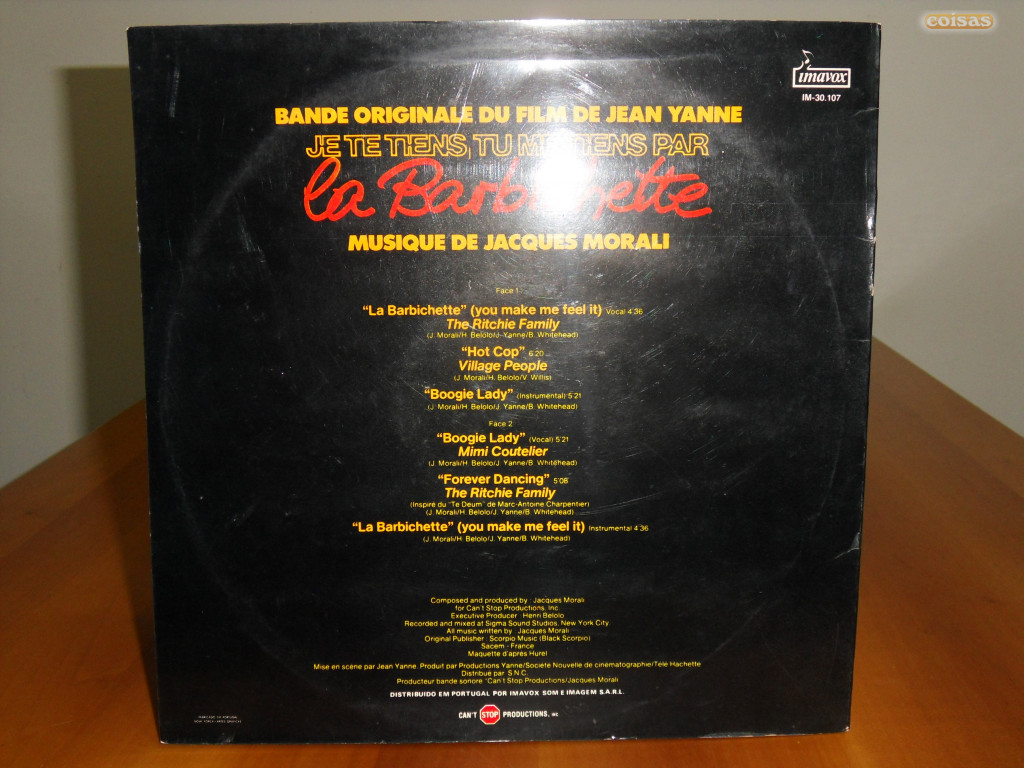 coisas
imavox
IM-30.107
BANDE ORIGINALE DU FILM DE JEAN YANNE
JE TE TIENS, TU ME TIENS PAR
la Barbichette
MUSIQUE DE JACQUES MORALI
Face 1
"La Barbichette" (you make me feel it) Vocal 4'36
The Ritchie Family
(J. Morali/H. Belolo/J. Yanne/B. Whitehead)
"Hot Cop" 6'20
Village People
(J. Morali/H. Belolo/V. Willis)
"Boogie Lady" (Instrumental) 5'21
(J. Morali/H. Belolo/J. Yanne/B. Whitehead)
Face 2
"Boogie Lady" (Vocal) 5'21
Mimi Coutelier
(J. Morali/H. Belolo/J. Yanne/B. Whitehead)
"Forever Dancing" 5'08
The Ritchie Family
(Inspiré du "Te Deum" de Marc-Antoine Charpentier)
(J. Morali/H. Belolo/J. Yanne/B. Whitehead)
"La Barbichette" (you make me feel it) Instrumental 4'36
(J. Morali/H. Belolo/J. Yanne/B. Whitehead)
Composed and produced by : Jacques Morali
for Can't Stop Productions, Inc.
Executive Producer : Henri Belolo
Recorded and mixed at Sigma Sound Studios, New York City
All music written by : Jacques Morali
Original Publisher : Scorpio Music (Black Scorpio)
Sacem - France
Maquette d'après Hurel
Mise en scène par Jean Yanne. Produit par Productions Yanne/Société Nouvelle de cinématographie/Télé Hachette
Distribué par S.N.C.
Producteur bande sonore "Can't Stop Productions/Jacques Morali
DISTRIBUIDO EM PORTUGAL POR IMAVOX SOM E IMAGEM S.A.R.L.
CAN'T STOP PRODUCTIONS, INC.